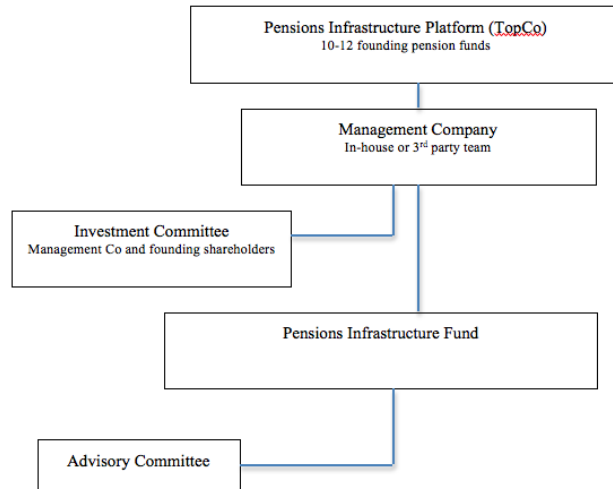 Pensions Infrastructure Platform (TopCo)
10-12 founding pension funds
Management Company
In-house or 3rd party team
Investment Committee
Management Co and founding shareholders
Pensions Infrastructure Fund
Advisory Committee